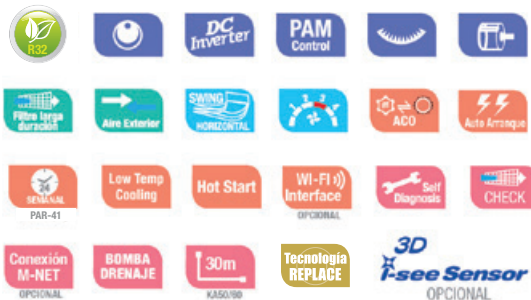 R32
DC
Inverter
PAM
Control
Filtro larga
duración
Aire Exterior
SWING
HORIZONTAL
ACO
Auto Arranque
24
SEMANAL
PAR-41
Low Temp
Cooling
Hot Start
WI-FI
Interface
OPCIONAL
Self
Diagnosis
CHECK
Conexión
M-NET
OPCIONAL
BOMBA
DRENAJE
30m
KA50/60
Tecnología
REPLACE
3D
i-see Sensor
OPCIONAL